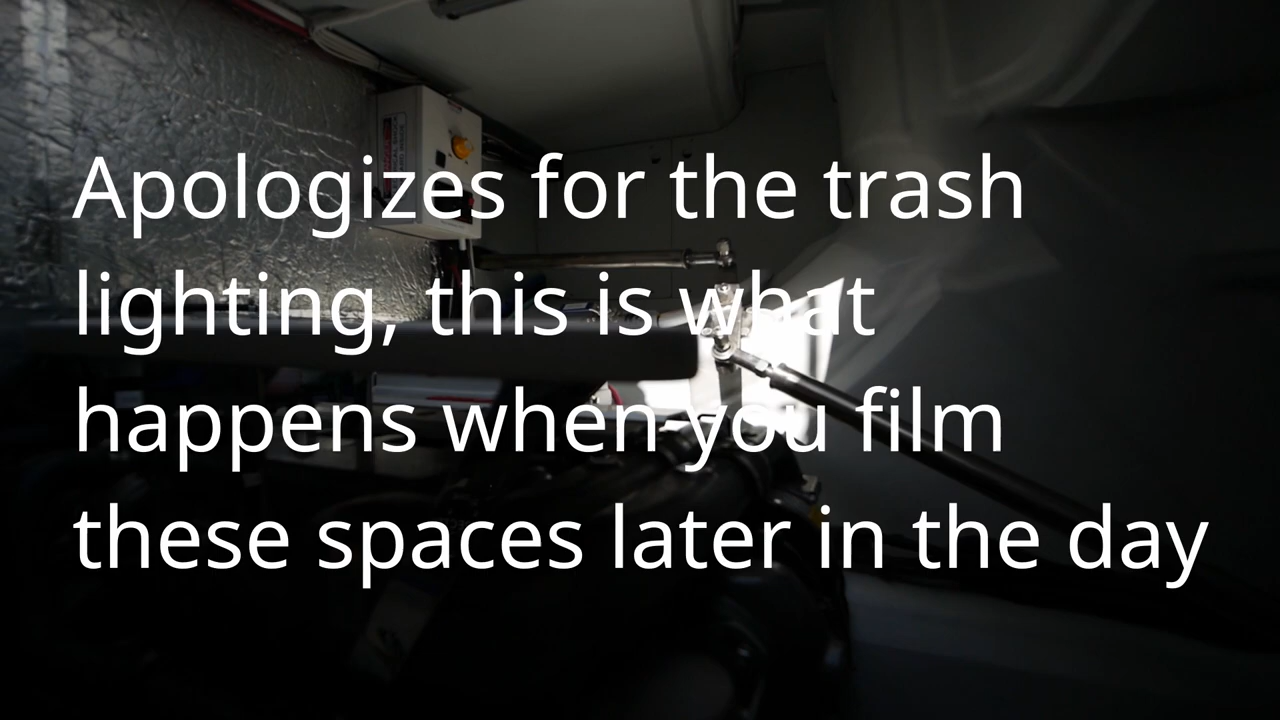 Apologizes for the trash
lighting, this is what
happens when you film
these spaces later in the day